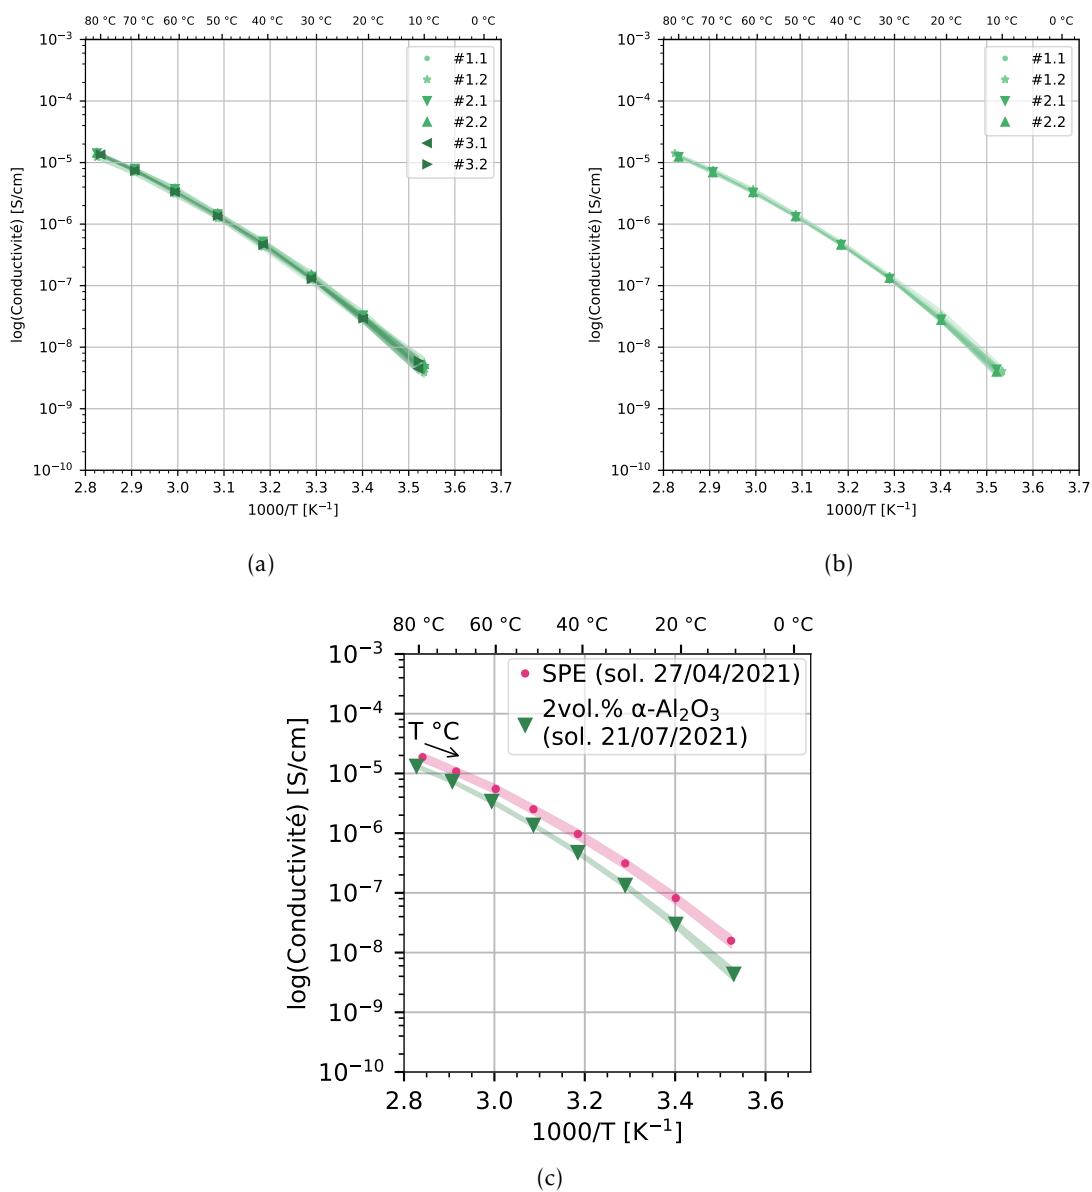 80 °C 70 °C 60 °C 50 °C 40 °C 30 °C 20 °C 10 °C 0 °C
10⁻³
10⁻⁴
10⁻⁵
10⁻⁶
10⁻⁷
10⁻⁸
10⁻⁹
10⁻¹⁰
log(Conductivité) [S/cm]
#1.1
#1.2
#2.1
#2.2
#3.1
#3.2
2.8 2.9 3.0 3.1 3.2 3.3 3.4 3.5 3.6 3.7
1000/T [K⁻¹]
(a)
80 °C 70 °C 60 °C 50 °C 40 °C 30 °C 20 °C 10 °C 0 °C
10⁻³
10⁻⁴
10⁻⁵
10⁻⁶
10⁻⁷
10⁻⁸
10⁻⁹
10⁻¹⁰
log(Conductivité) [S/cm]
#1.1
#1.2
#2.1
#2.2
2.8 2.9 3.0 3.1 3.2 3.3 3.4 3.5 3.6 3.7
1000/T [K⁻¹]
(b)
80 °C 60 °C 40 °C 20 °C 0 °C
10⁻³
10⁻⁴
10⁻⁵
10⁻⁶
10⁻⁷
10⁻⁸
10⁻⁹
10⁻¹⁰
log(Conductivité) [S/cm]
SPE (sol. 27/04/2021)
2vol.% α-Al₂O₃
(sol. 21/07/2021)
T °C
2.8 3.0 3.2 3.4 3.6
1000/T [K⁻¹]
(c)